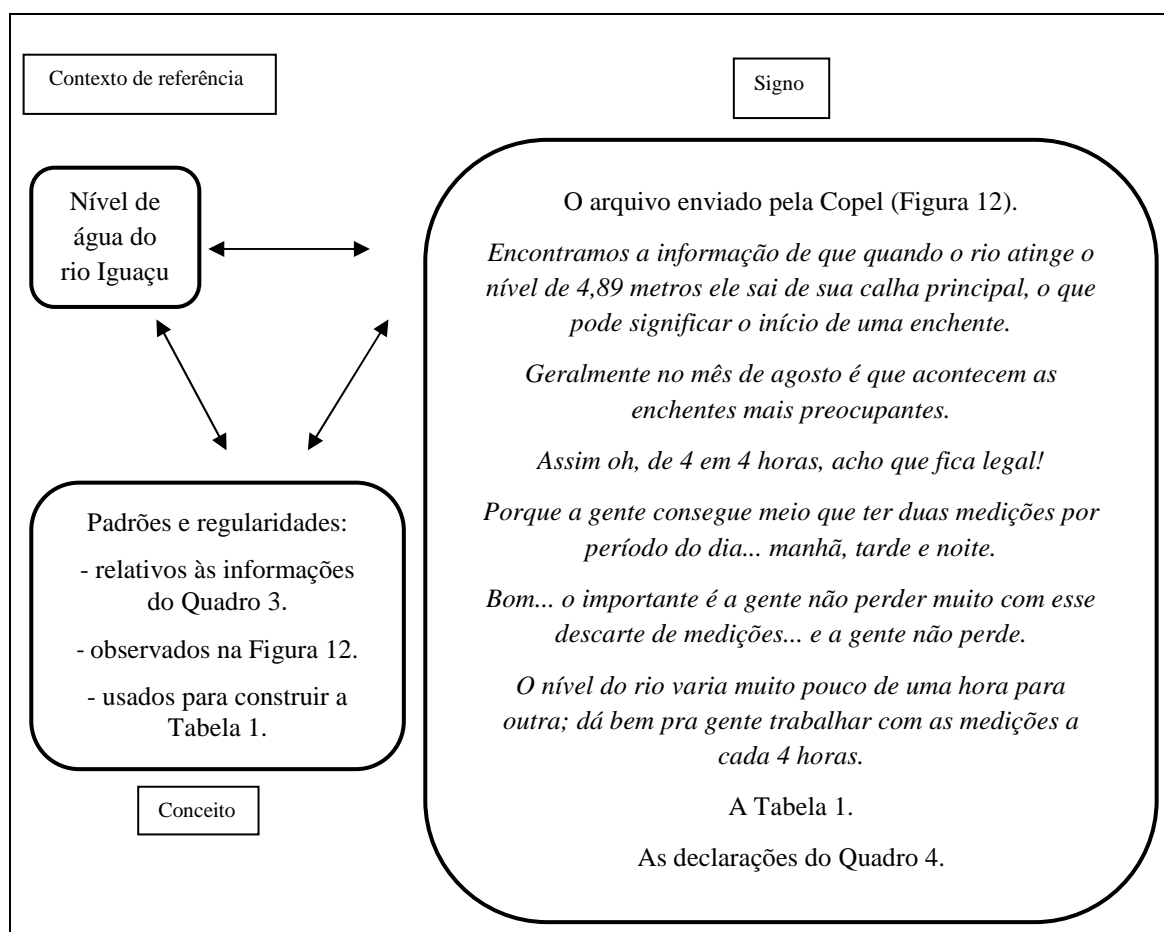 Contexto de referência
Signo
Nível de
água do
rio Iguaçu
O arquivo enviado pela Copel (Figura 12).
Encontramos a informação de que quando o rio atinge o
nível de 4,89 metros ele sai de sua calha principal, o que
pode significar o início de uma enchente.
Geralmente no mês de agosto é que acontecem as
enchentes mais preocupantes.
Assim oh, de 4 em 4 horas, acho que fica legal!
Porque a gente consegue meio que ter duas medições por
período do dia... manhã, tarde e noite.
Bom... o importante é a gente não perder muito com esse
descarte de medições... e a gente não perde.
O nível do rio varia muito pouco de uma hora para
outra; dá bem pra gente trabalhar com as medições a
cada 4 horas.
A Tabela 1.
As declarações do Quadro 4.
Padrões e regularidades:
- relativos às informações
do Quadro 3.
- observados na Figura 12.
- usados para construir a
Tabela 1.
Conceito